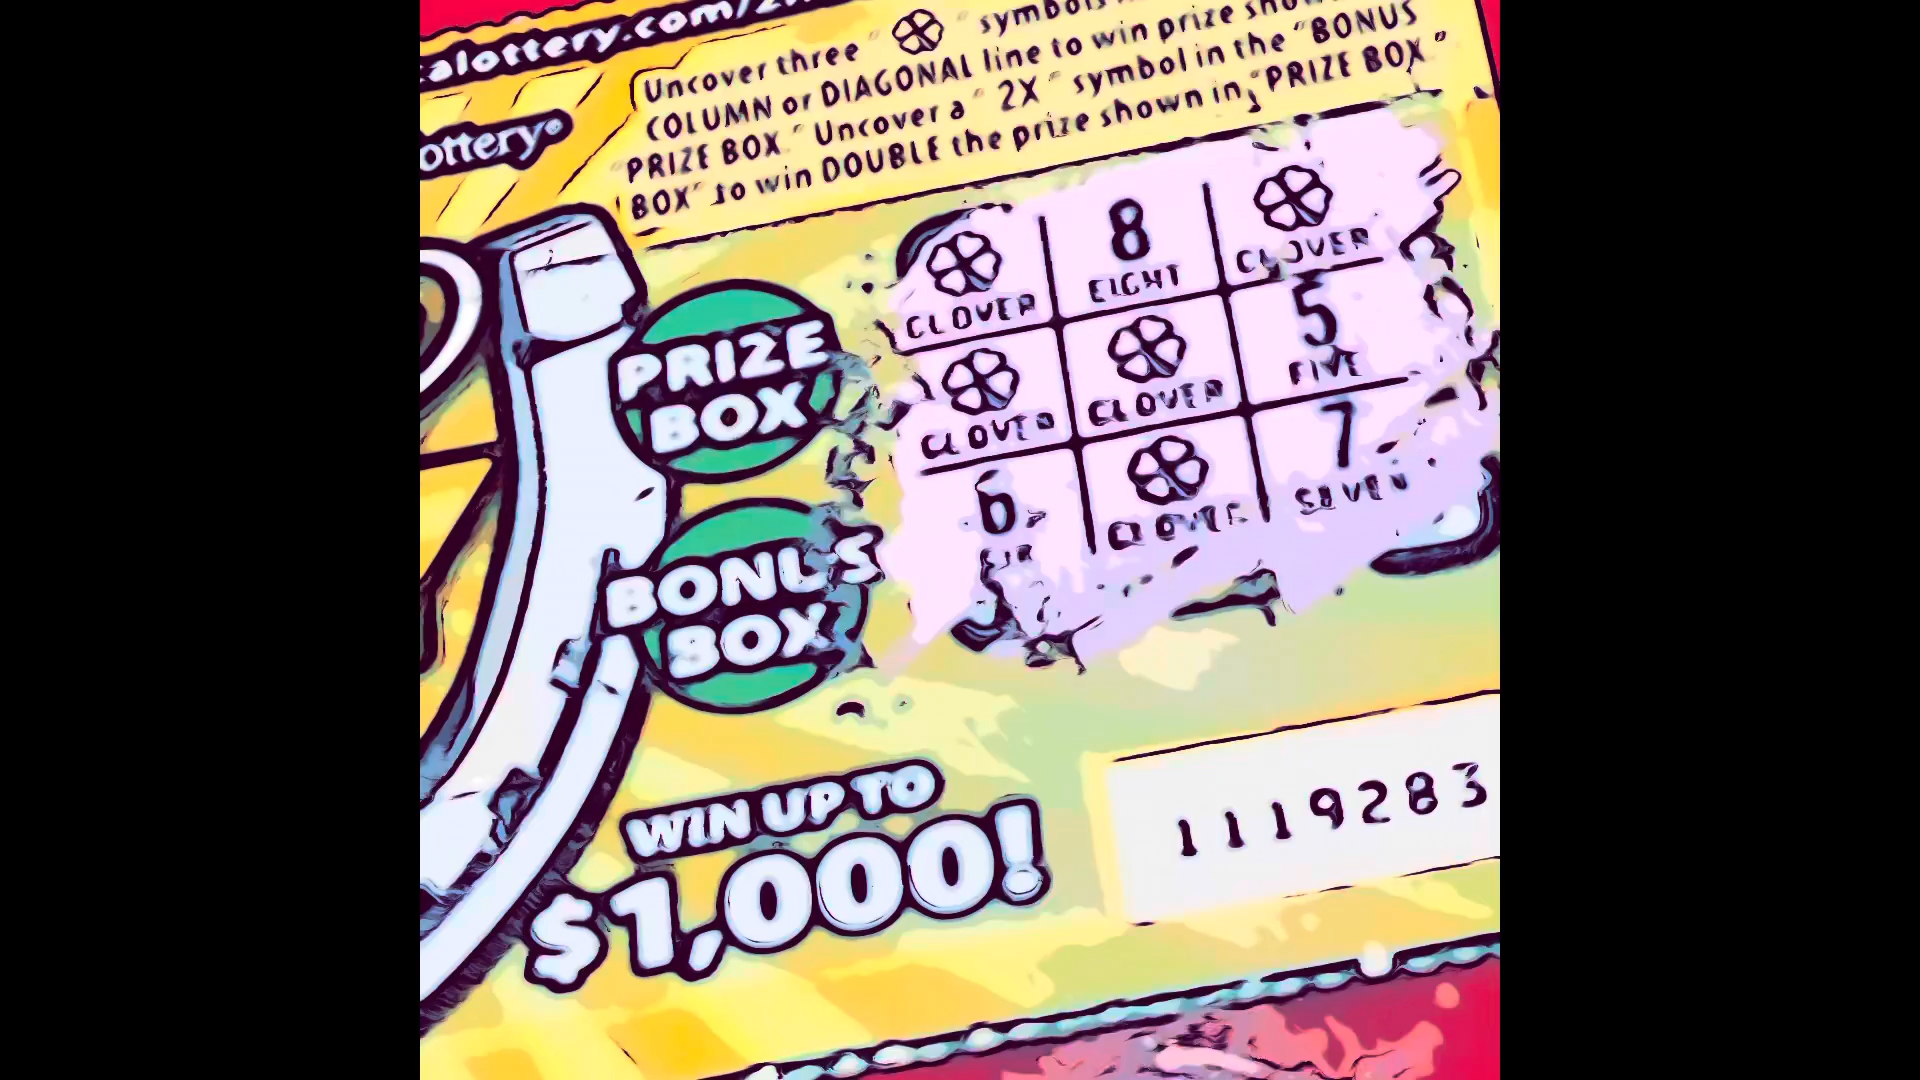 alottery.com/
ottery®
Uncover three " " symbols
COLUMN or DIAGONAL line to win prize
"PRIZE BOX." Uncover a "2X" symbol in the "BONUS
BOX" to win DOUBLE the prize shown in "PRIZE BOX."
PRIZE
BOX
BONUS
BOX
CLOVER
8
EIGHT
CLOVER
CLOVER
CLOVER
5
FIVE
6
SIX
CLOVER
7
SEVEN
WIN UP TO
$1,000!
1119283